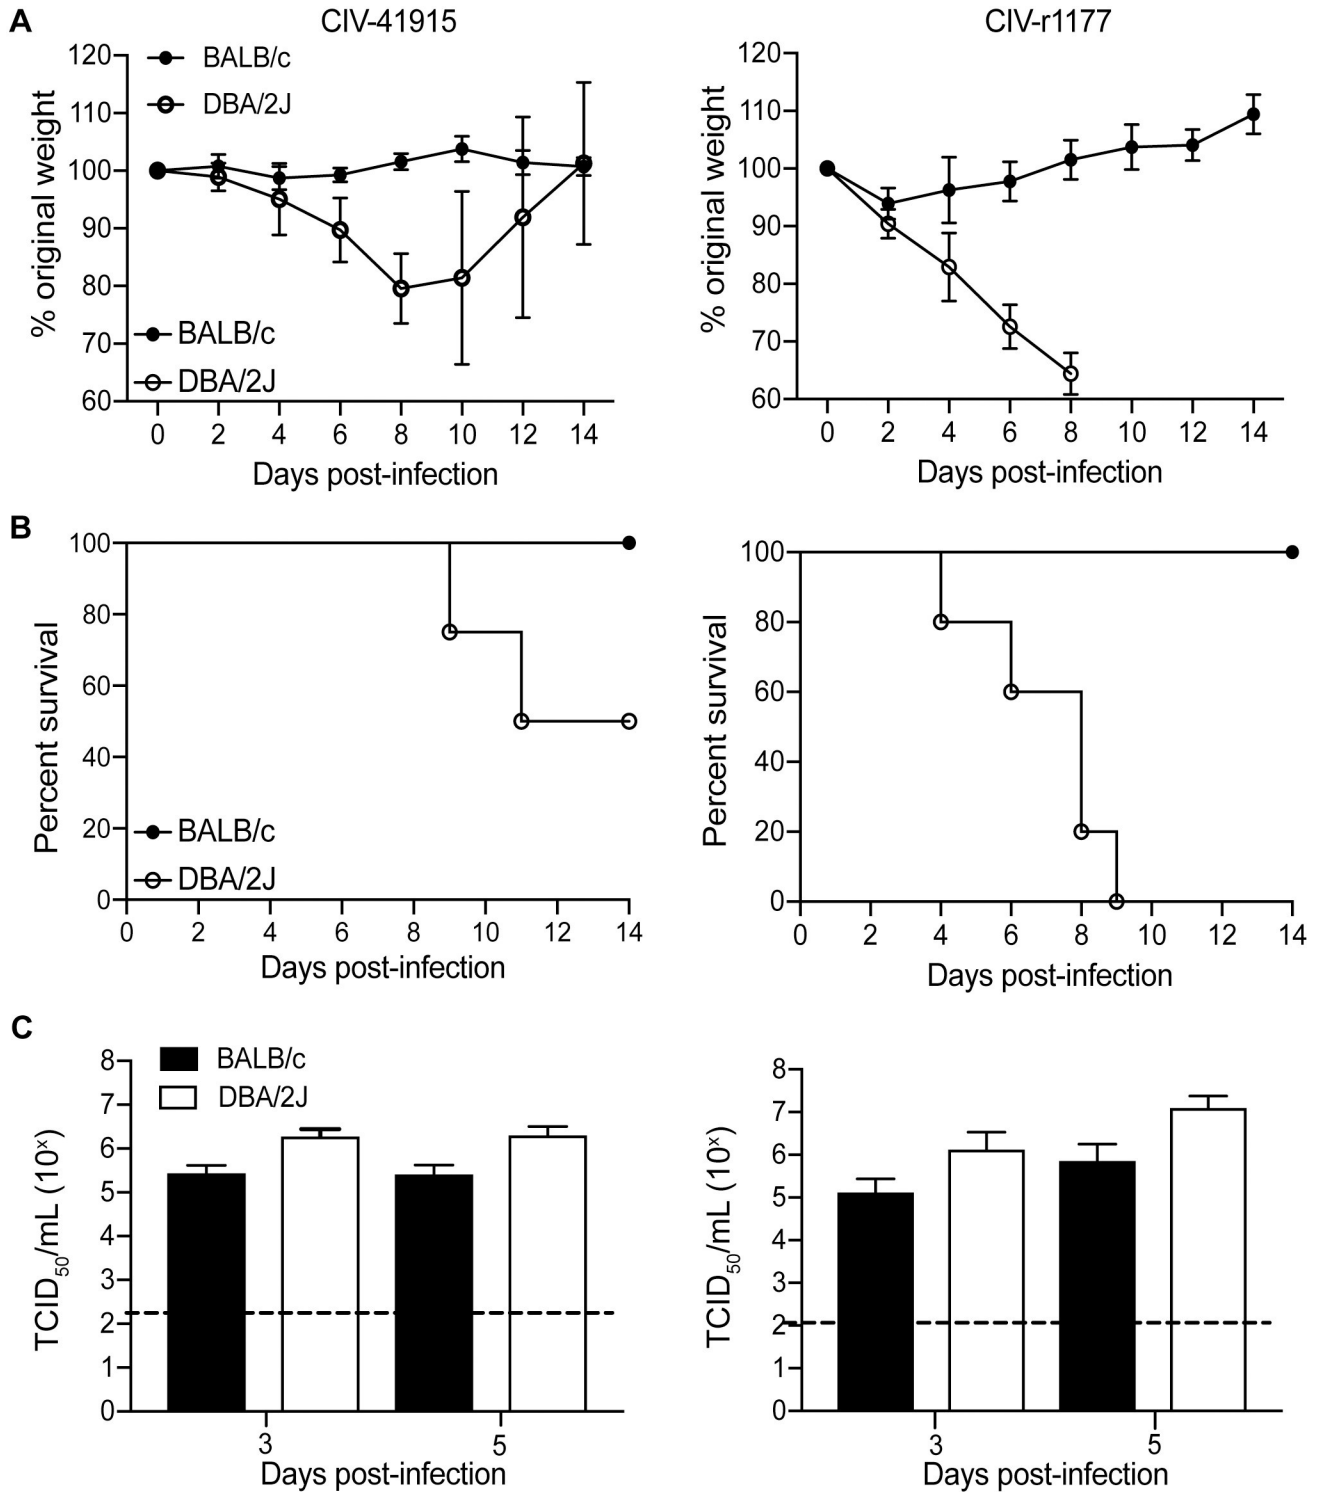 A
CIV-41915
CIV-r1177
BALB/c
DBA/2J
% original weight
120
110
100
90
80
70
60
BALB/c
DBA/2J
0 2 4 6 8 10 12 14
Days post-infection
% original weight
120
110
100
90
80
70
60
0 2 4 6 8 10 12 14
Days post-infection
B
Percent survival
100
80
60
40
20
0
BALB/c
DBA/2J
0 2 4 6 8 10 12 14
Days post-infection
Percent survival
100
80
60
40
20
0
0 2 4 6 8 10 12 14
Days post-infection
C
BALB/c
DBA/2J
TCID50/mL (10x)
8
7
6
5
4
3
2
1
0
3 5
Days post-infection
TCID50/mL (10x)
8
7
6
5
4
3
2
1
0
3 5
Days post-infection